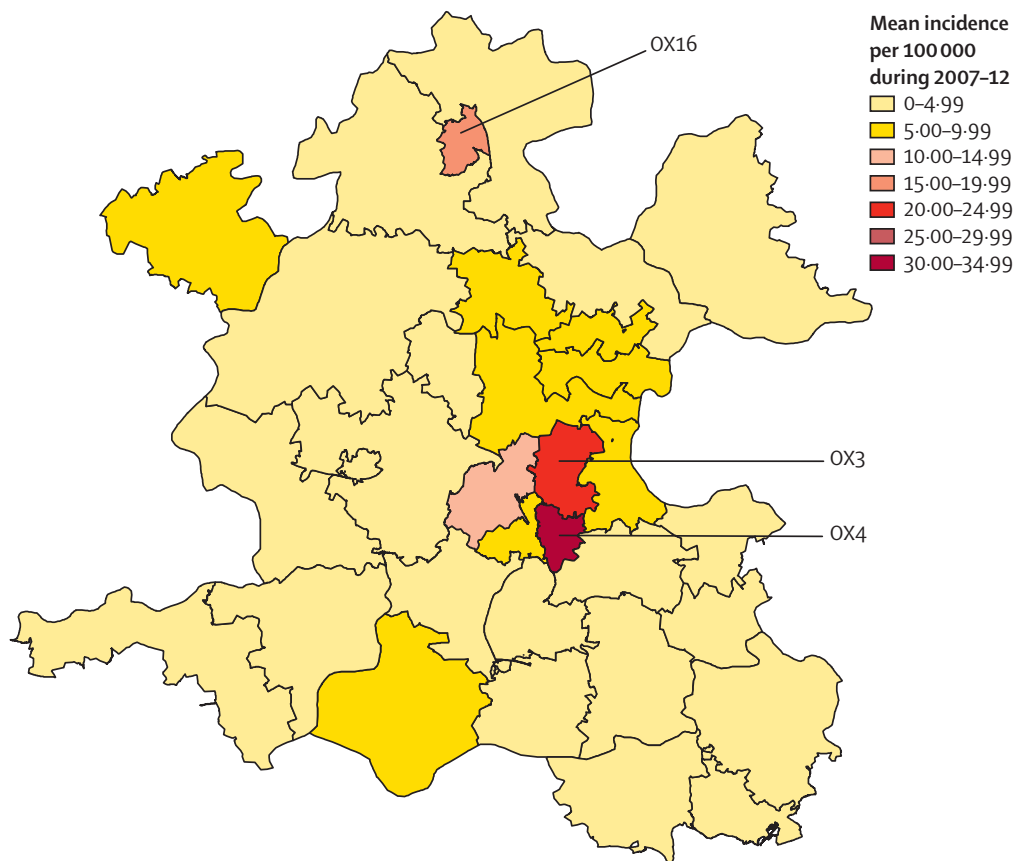 Mean incidence
per 100 000
during 2007–12
0–4·99
5·00–9·99
10·00–14·99
15·00–19·99
20·00–24·99
25·00–29·99
30·00–34·99
OX16
OX3
OX4